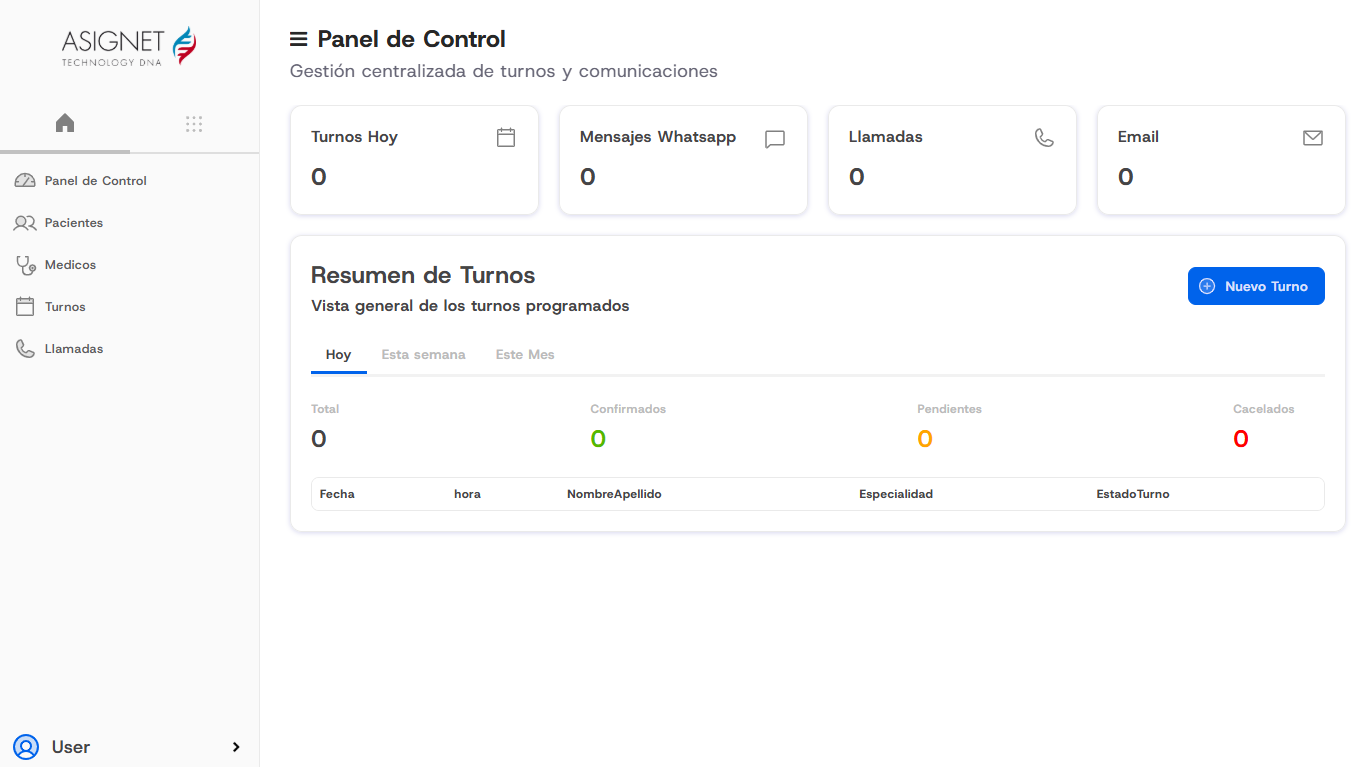 ASIGNET
TECHNOLOGY DNA
Panel de Control
Pacientes
Medicos
Turnos
Llamadas
User
Panel de Control
Gestión centralizada de turnos y comunicaciones
Turnos Hoy
0
Mensajes Whatsapp
0
Llamadas
0
Email
0
Resumen de Turnos
Vista general de los turnos programados
Nuevo Turno
Hoy Esta semana Este Mes
Total Confirmados Pendientes Cacelados
0 0 0 0
Fecha hora NombreApellido Especialidad EstadoTurno